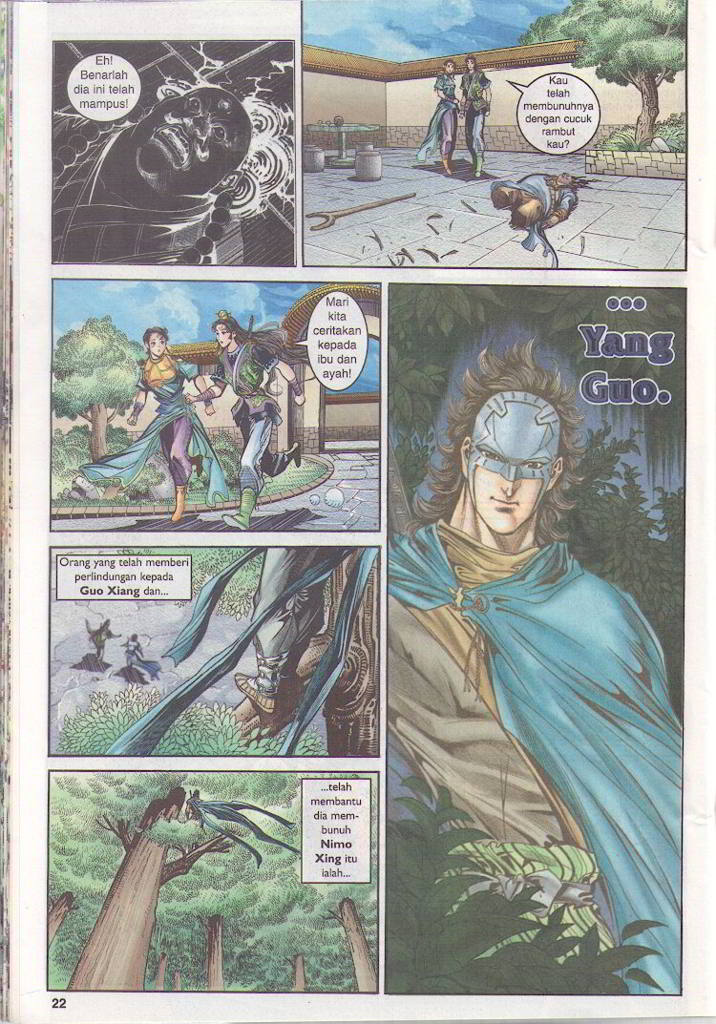 Eh!
Benarlah
dia ini telah
mampus!
Kau
telah
membunuhnya
dengan cucuk
rambut
kau?
Mari
kita
ceritakan
kepada
ibu dan
ayah!
Orang yang telah memberi
perlindungan kepada
Guo Xiang dan...
...telah
membantu
dia mem-
bunuh
Nimo
Xing itu
ialah...
...
Yang
Guo.
22